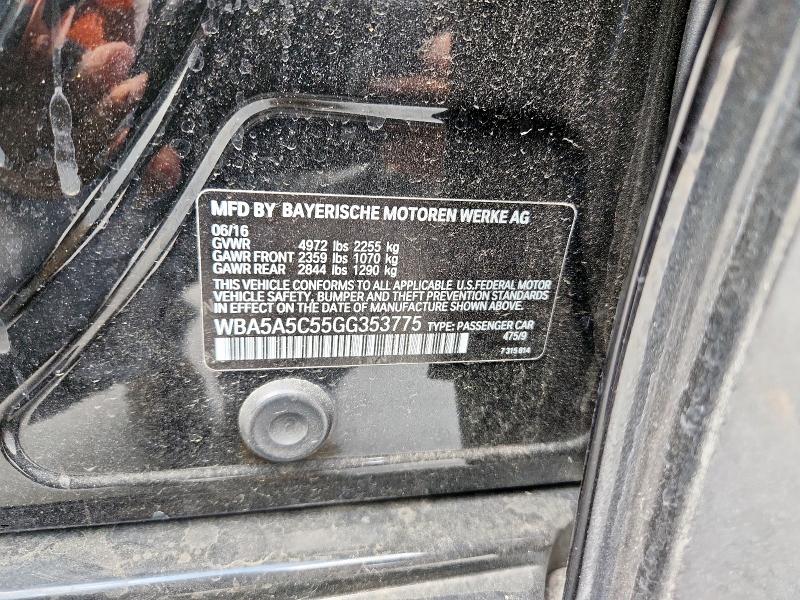 MFD BY BAYERISCHE MOTOREN WERKE AG
06/16
GVWR 4972 lbs 2255 kg
GAWR FRONT 2359 lbs 1070 kg
GAWR REAR 2844 lbs 1290 kg
THIS VEHICLE CONFORMS TO ALL APPLICABLE U.S.FEDERAL MOTOR
VEHICLE SAFETY, BUMPER AND THEFT PREVENTION STANDARDS
IN EFFECT ON THE DATE OF MANUFACTURE SHOWN ABOVE.
WBA5A5C55GG353775 TYPE: PASSENGER CAR
475/9
7 315 814